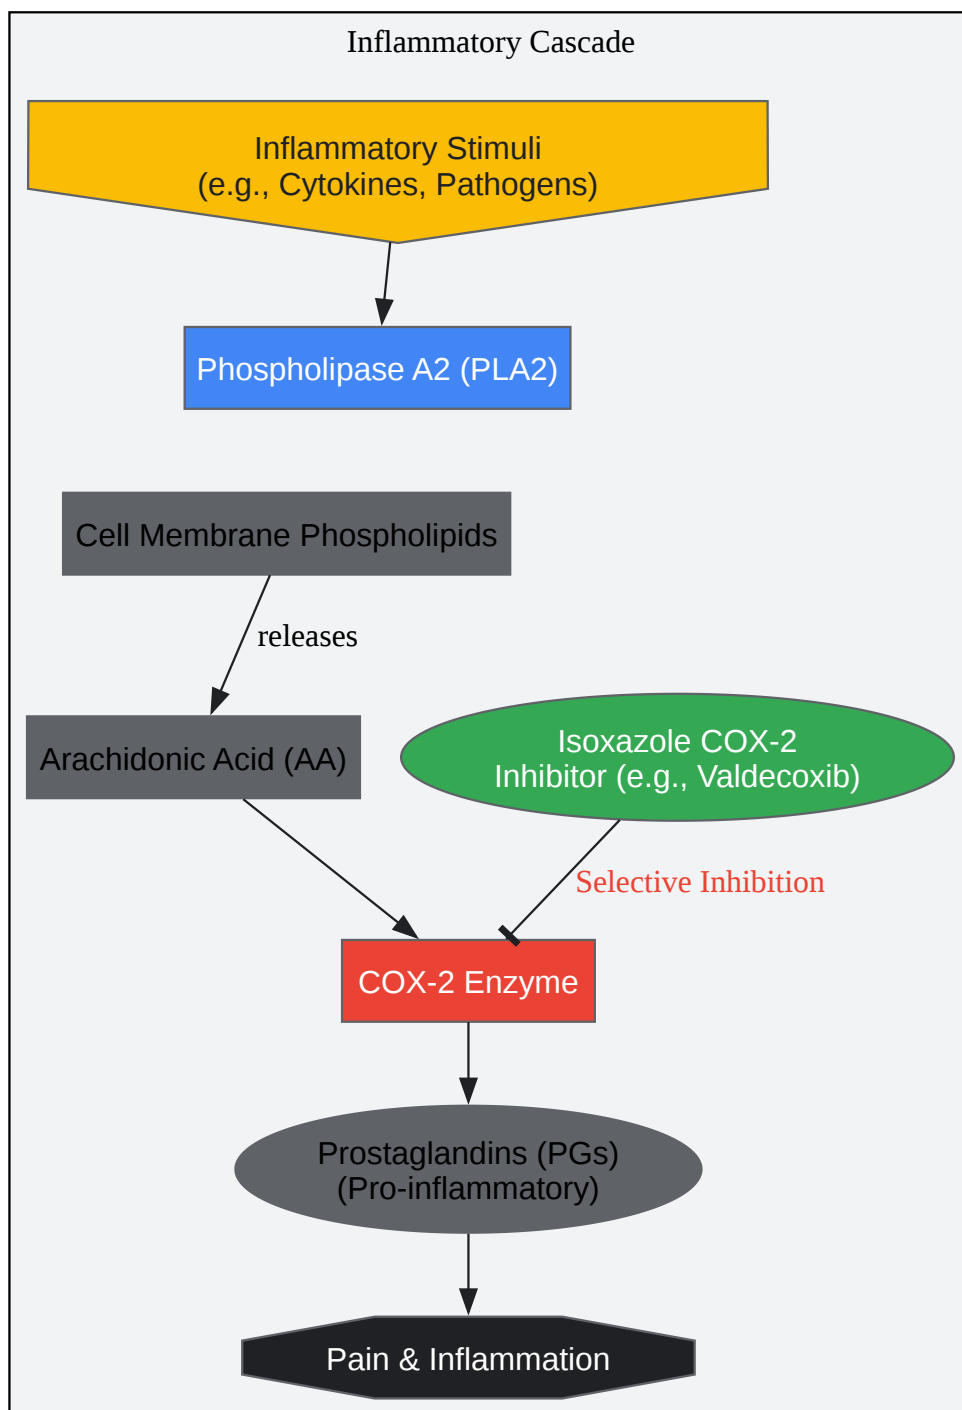 Inflammatory Cascade
Inflammatory Stimuli
(e.g., Cytokines, Pathogens)
Phospholipase A2 (PLA2)
Cell Membrane Phospholipids
releases
Arachidonic Acid (AA)
Isoxazole COX-2
Inhibitor (e.g., Valdecoxib)
Selective Inhibition
COX-2 Enzyme
Prostaglandins (PGs)
(Pro-inflammatory)
Pain & Inflammation